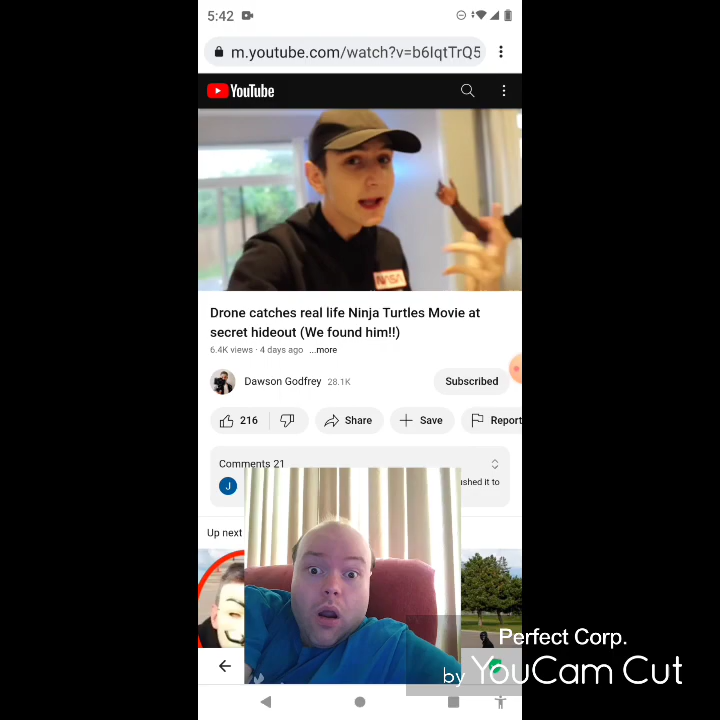 5:42
m.youtube.com/watch?v=b6IqtTrQ5
YouTube
Drone catches real life Ninja Turtles Movie at
secret hideout (We found him!!)
6.4K views · 4 days ago ...more
Dawson Godfrey 28.1K Subscribed
216 Share Save Report
Comments 21
J ushed it to
Up next
Perfect Corp.
by YouCam Cut